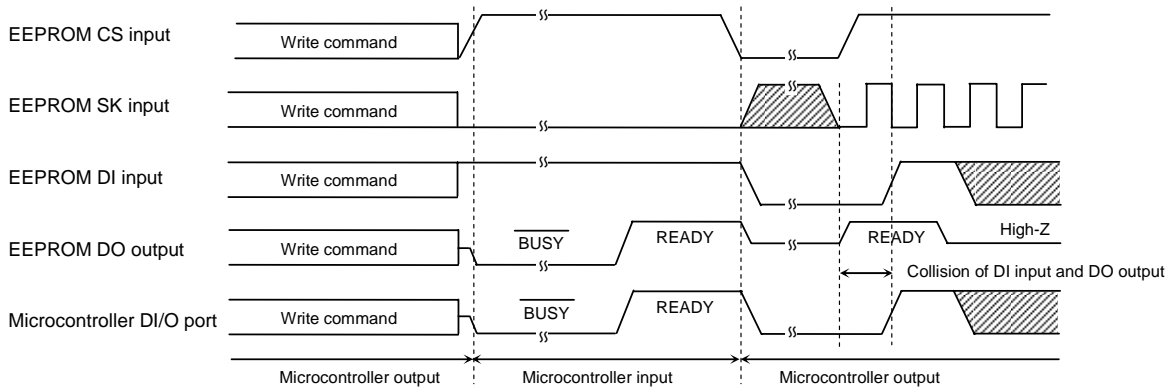 EEPROM CS input
Write command
EEPROM SK input
Write command
EEPROM DI input
Write command
EEPROM DO output
Write command
BUSY
READY
READY
High-Z
Collision of DI input and DO output
Microcontroller DI/O port
Write command
BUSY
READY
Microcontroller output
Microcontroller input
Microcontroller output